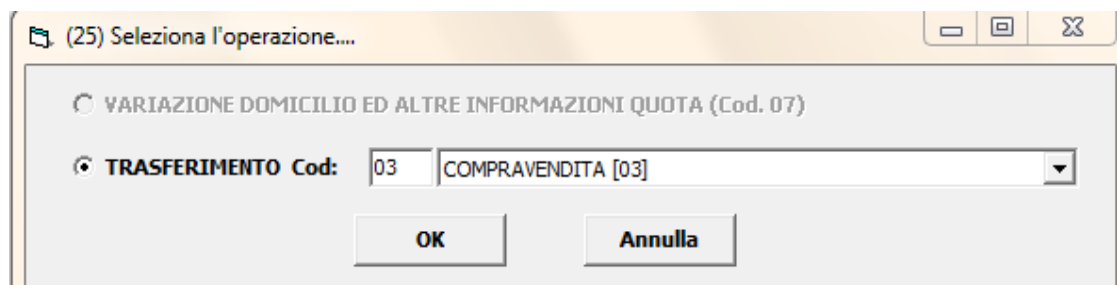 (25) Seleziona l'operazione....
VARIAZIONE DOMICILIO ED ALTRE INFORMAZIONI QUOTA (Cod. 07)
TRASFERIMENTO Cod: 03 COMPRAVENDITA [03]
OK Annulla